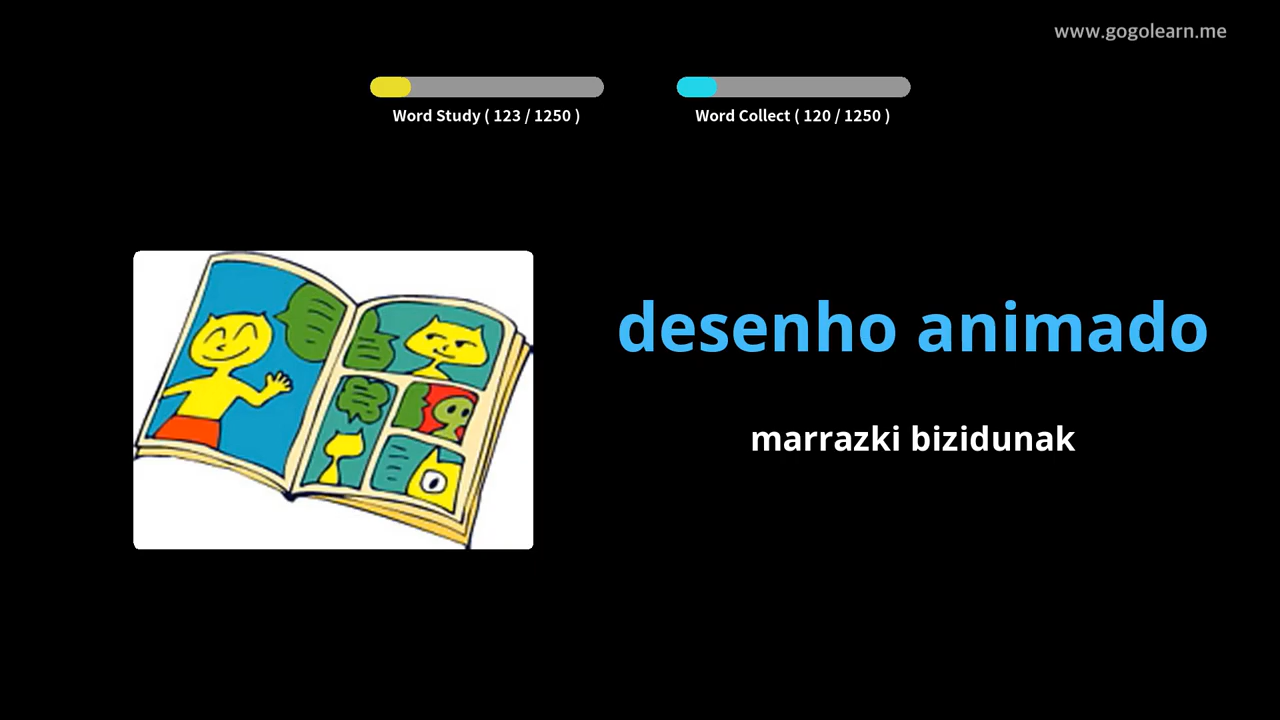 www.gogolearn.me
Word Study ( 123 / 1250 )
Word Collect ( 120 / 1250 )
desenho animado
marrazki bizidunak